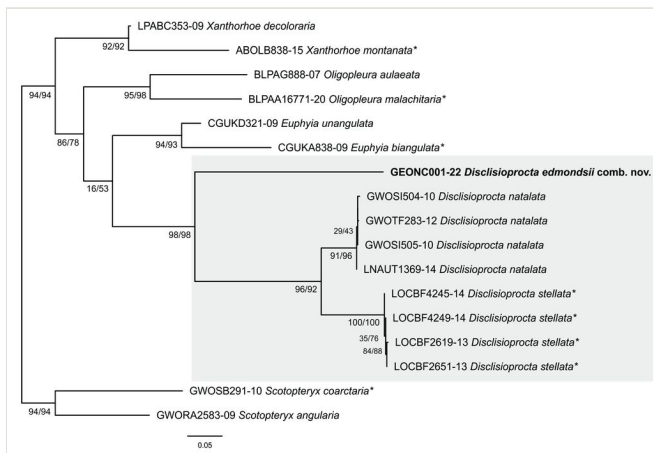 LPABC353-09 Xanthorhoe decoloraria
92/92
ABOLB838-15 Xanthorhoe montanata*
94/94
BLPAG888-07 Oligopleura aulaeata
95/98
BLPAA16771-20 Oligopleura malachitaria*
86/78
CGUKD321-09 Euphyia unangulata
94/93
CGUKA838-09 Euphyia biangulata*
16/53
GEONC001-22 Disclisioprocta edmondsii comb. nov.
GWOSI504-10 Disclisioprocta natalata
GWOTF283-12 Disclisioprocta natalata
29/43
98/98
GWOSI505-10 Disclisioprocta natalata
91/96
LNAUT1369-14 Disclisioprocta natalata
96/92
LOCBF4245-14 Disclisioprocta stellata*
LOCBF4249-14 Disclisioprocta stellata*
100/100
35/76
LOCBF2619-13 Disclisioprocta stellata*
84/88
LOCBF2651-13 Disclisioprocta stellata*
GWOSB291-10 Scotopteryx coarctaria*
94/94
GWORA2583-09 Scotopteryx angularia
0.05